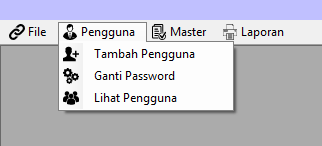 File Pengguna Master Laporan
Tambah Pengguna
Ganti Password
Lihat Pengguna